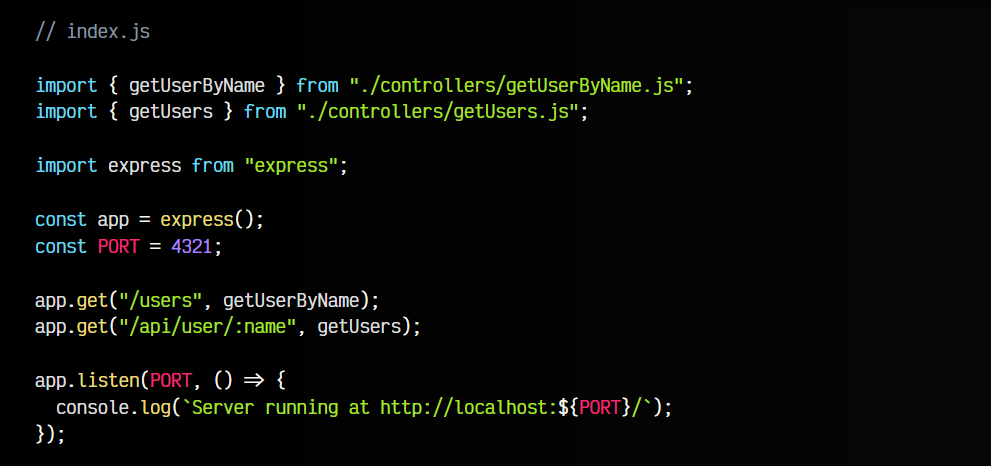 // index.js
import { getUserByName } from "./controllers/getUserByName.js";
import { getUsers } from "./controllers/getUsers.js";
import express from "express";
const app = express();
const PORT = 4321;
app.get("/users", getUserByName);
app.get("/api/user/:name", getUsers);
app.listen(PORT, () => {
  console.log(`Server running at http://localhost:${PORT}/`);
});